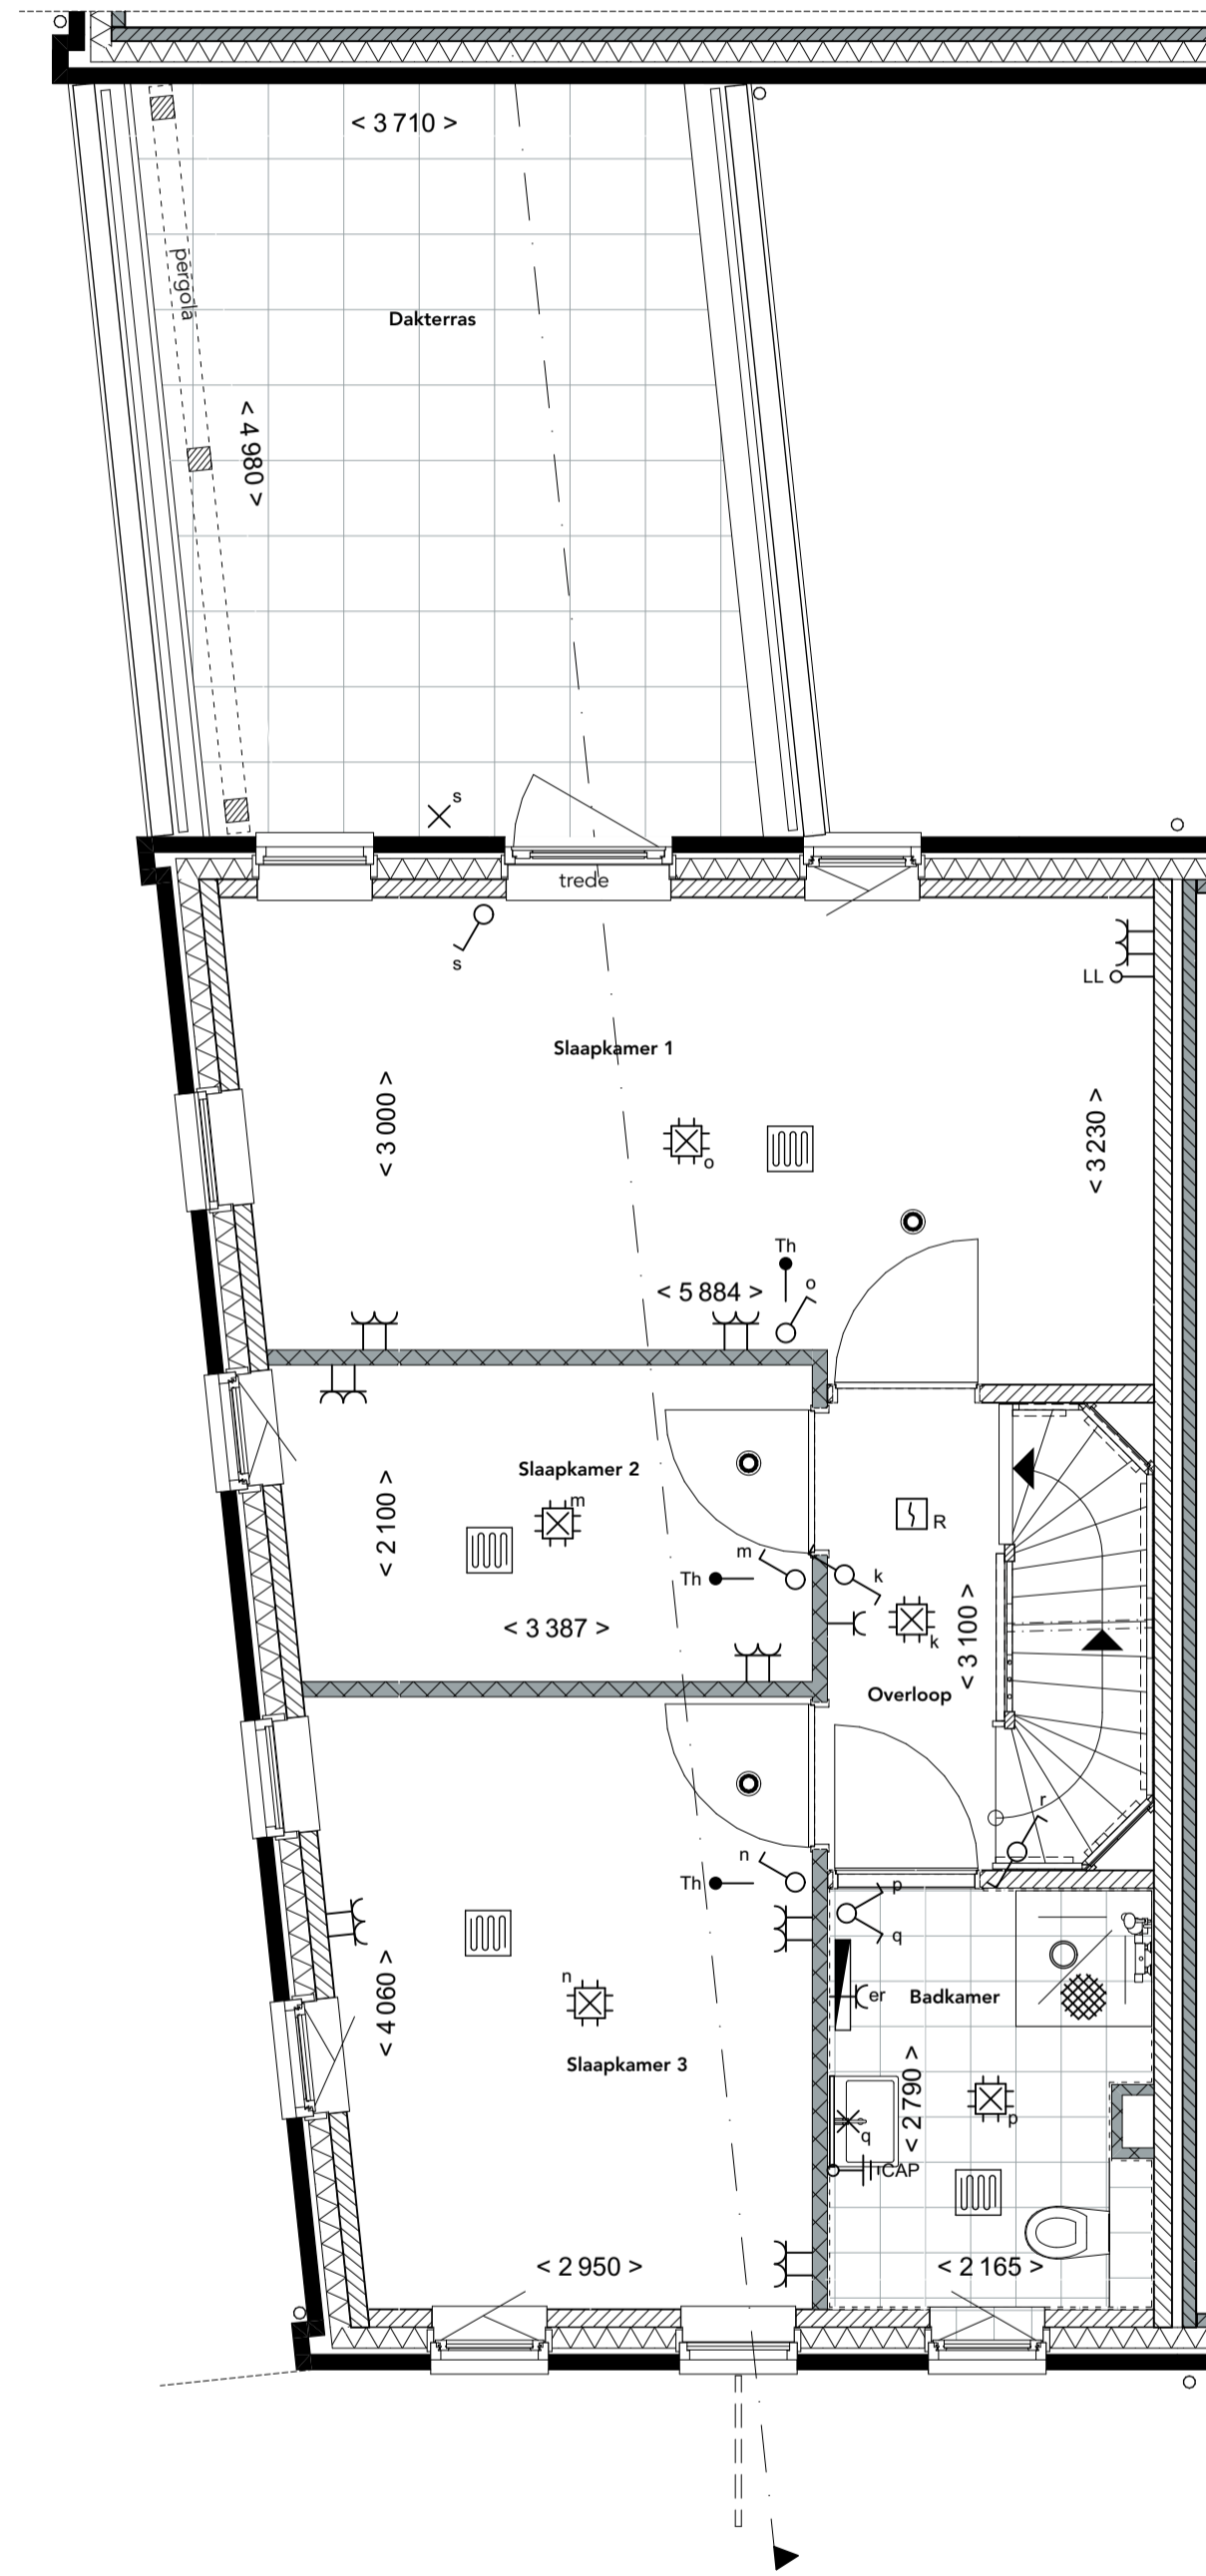 < 3 710 >
pergola
Dakterras
< 4 980 >
s
trede
s
LL
Slaapkamer 1
< 3 000 >
< 3 230 >
o
Th
o
< 5 884 >
Slaapkamer 2
m
< 2 100 >
R
m
k
Th
k
< 3 387 >
< 3 100 >
Overloop
r
n
Th
p
q
n
er
Badkamer
< 4 060 >
Slaapkamer 3
< 2 790 >
p
q
CAP
< 2 950 >
< 2 165 >